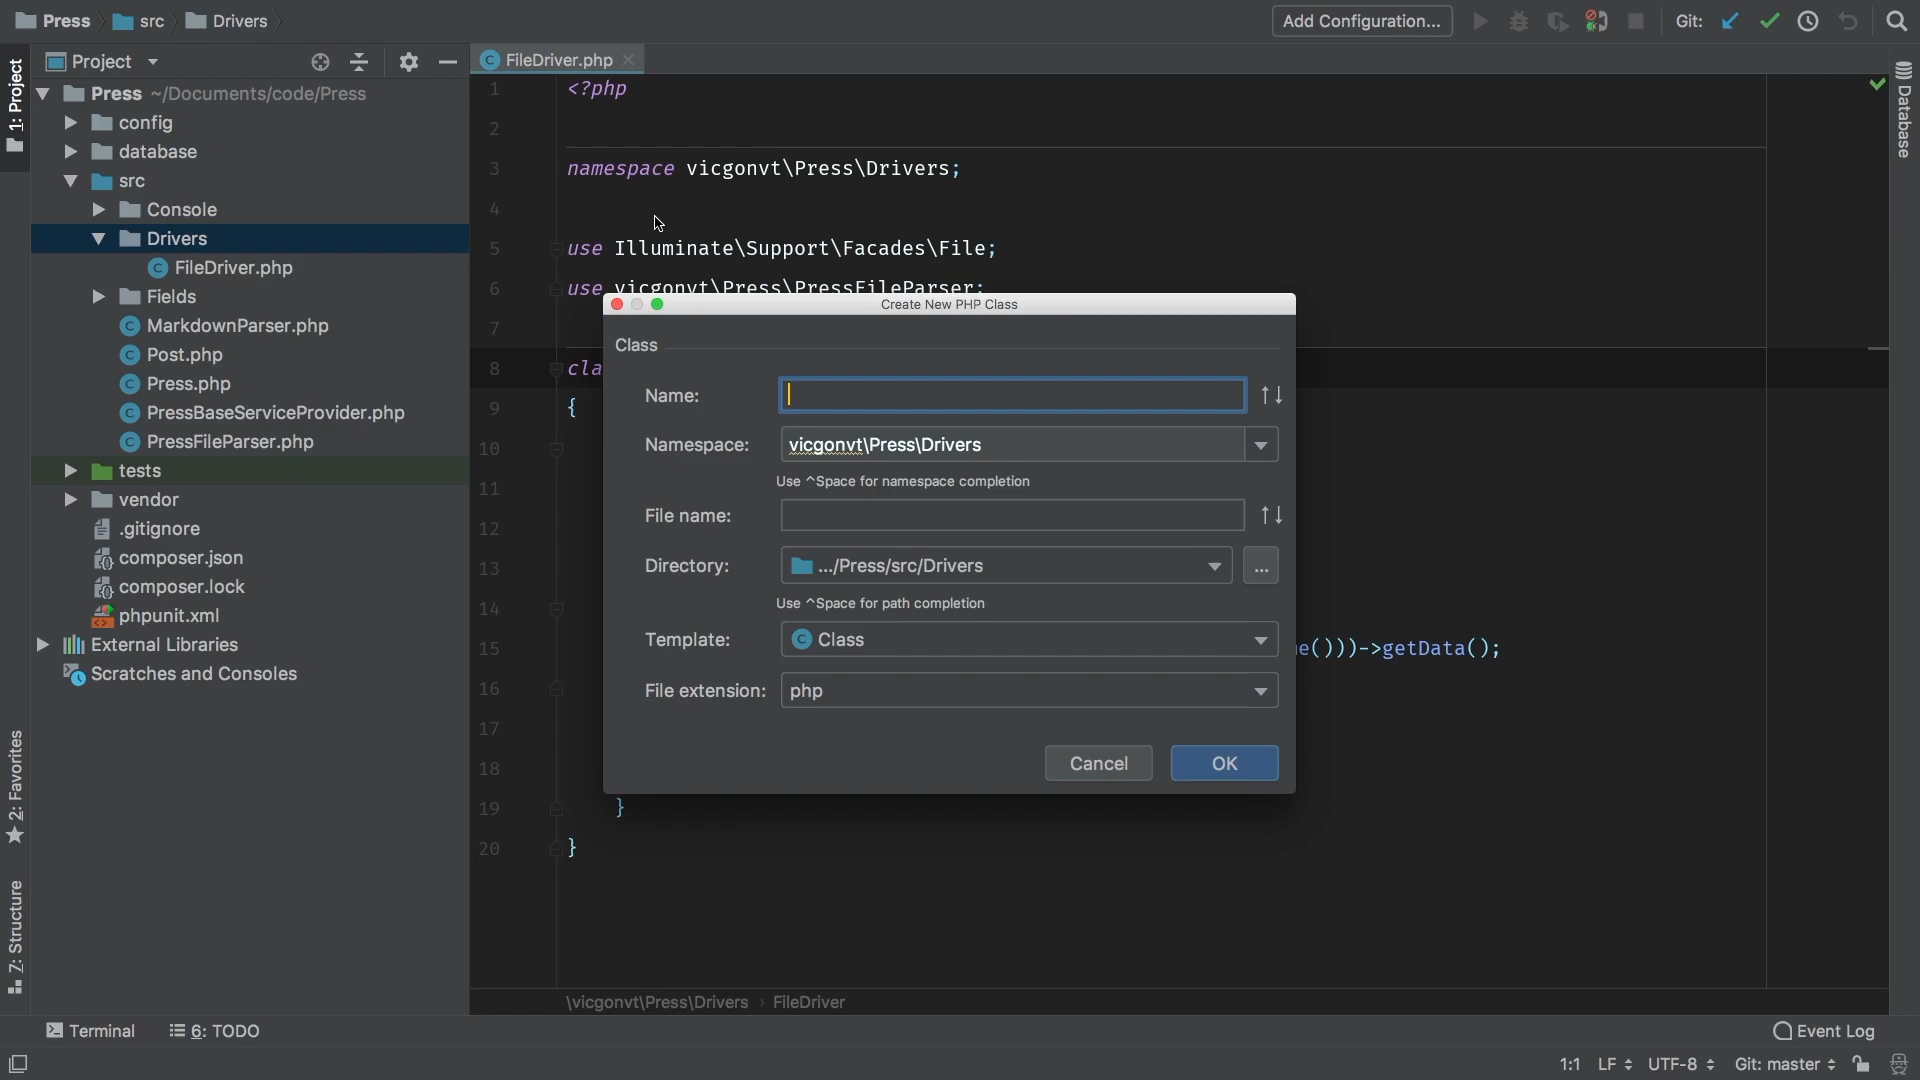 Press
src
Drivers
Add Configuration...
Git:
1: Project
Project
Press ~/Documents/code/Press
config
database
src
Console
Drivers
FileDriver.php
Fields
MarkdownParser.php
Post.php
Press.php
PressBaseServiceProvider.php
PressFileParser.php
tests
vendor
.gitignore
composer.json
composer.lock
phpunit.xml
External Libraries
Scratches and Consoles
2: Favorites
Z: Structure
FileDriver.php
1 <?php
2
3 namespace vicgonvt\Press\Drivers;
4
5 use Illuminate\Support\Facades\File;
6 use vicgonvt\Press\PressFileParser;
7
8 cla
9 {
10
11
12
13
14
15 e()))->getData();
16
17
18
19 }
20 }
Create New PHP Class
Class
Name:
Namespace: vicgonvt\Press\Drivers
Use ^Space for namespace completion
File name:
Directory: .../Press/src/Drivers ...
Use ^Space for path completion
Template: Class
File extension: php
Cancel OK
Database
\vicgonvt\Press\Drivers › FileDriver
Terminal
6: TODO
Event Log
1:1 LF UTF-8 Git: master